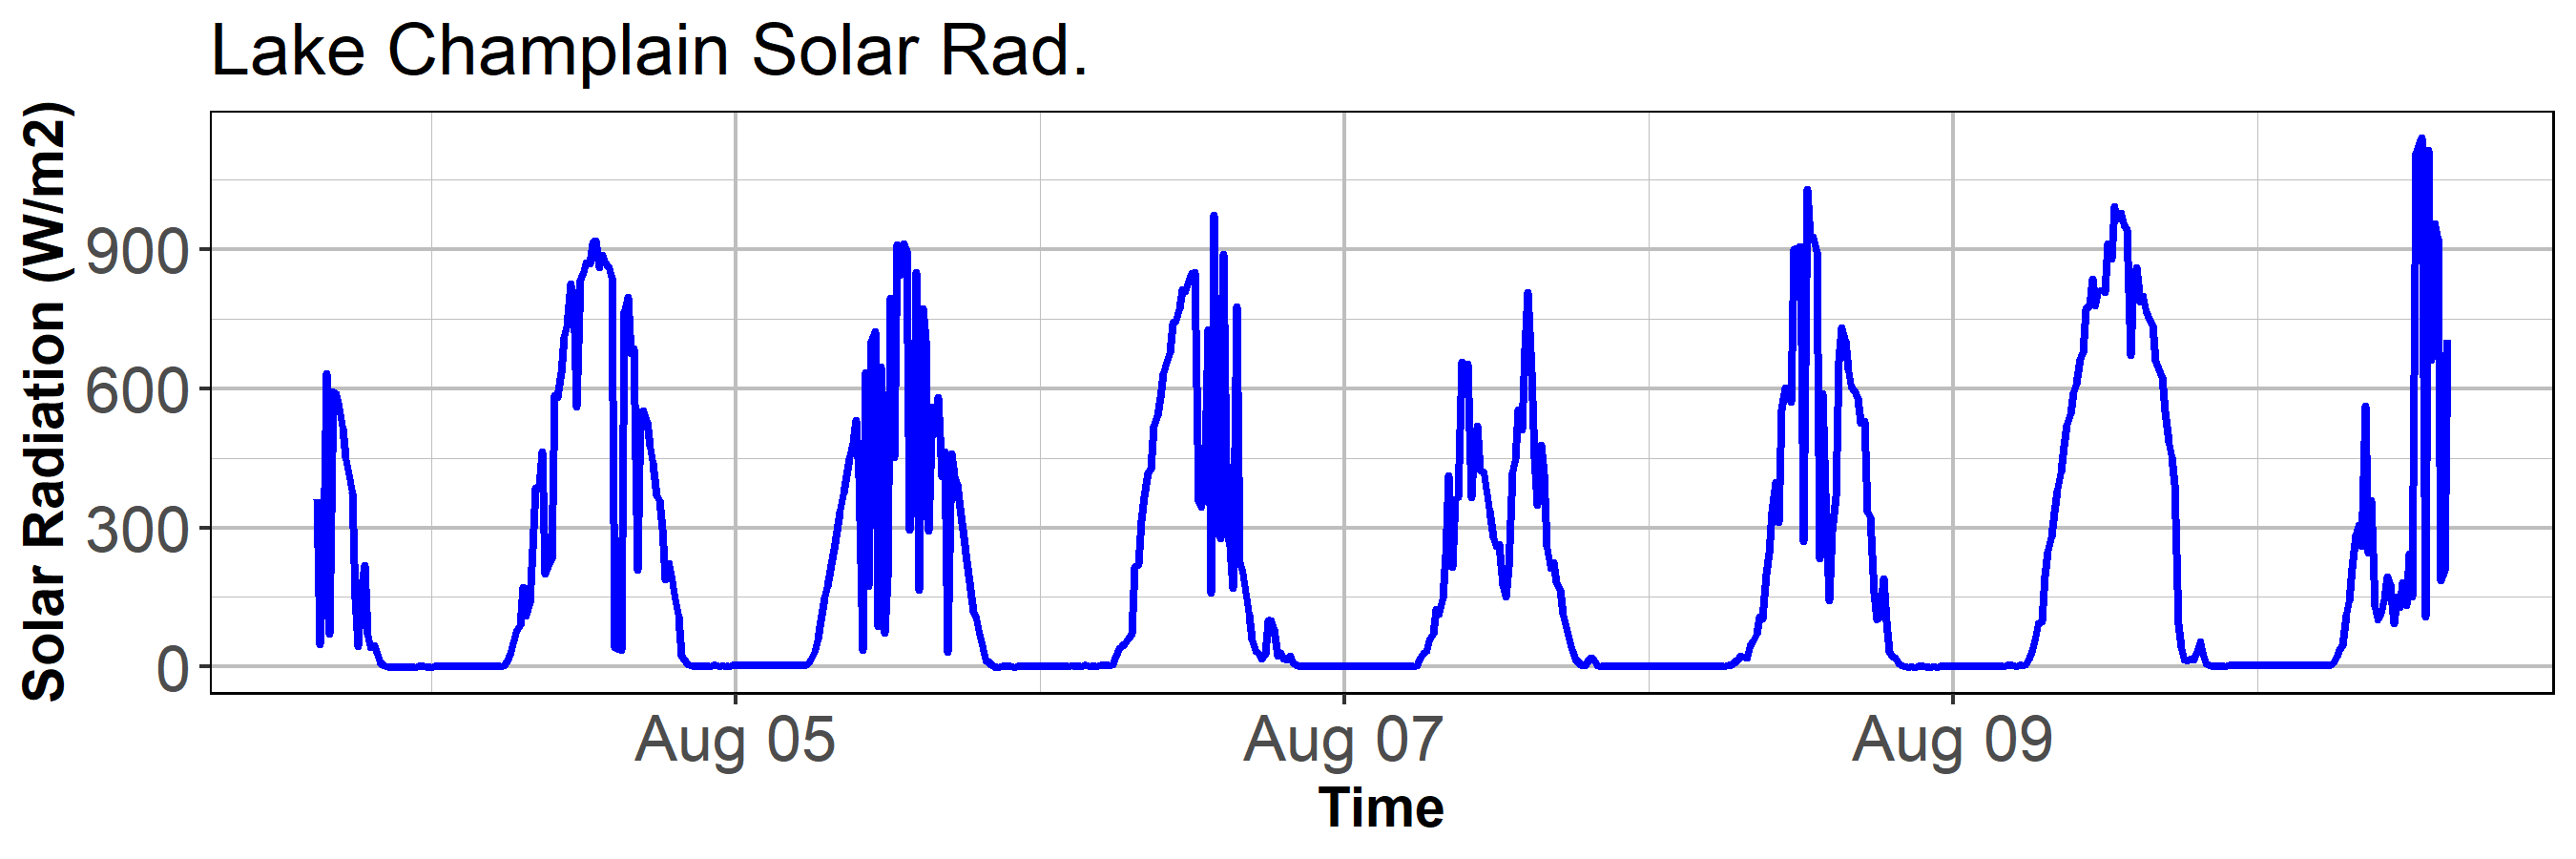 Lake Champlain Solar Rad.
Solar Radiation (W/m2)
900
600
300
0
Aug 05
Aug 07
Aug 09
Time